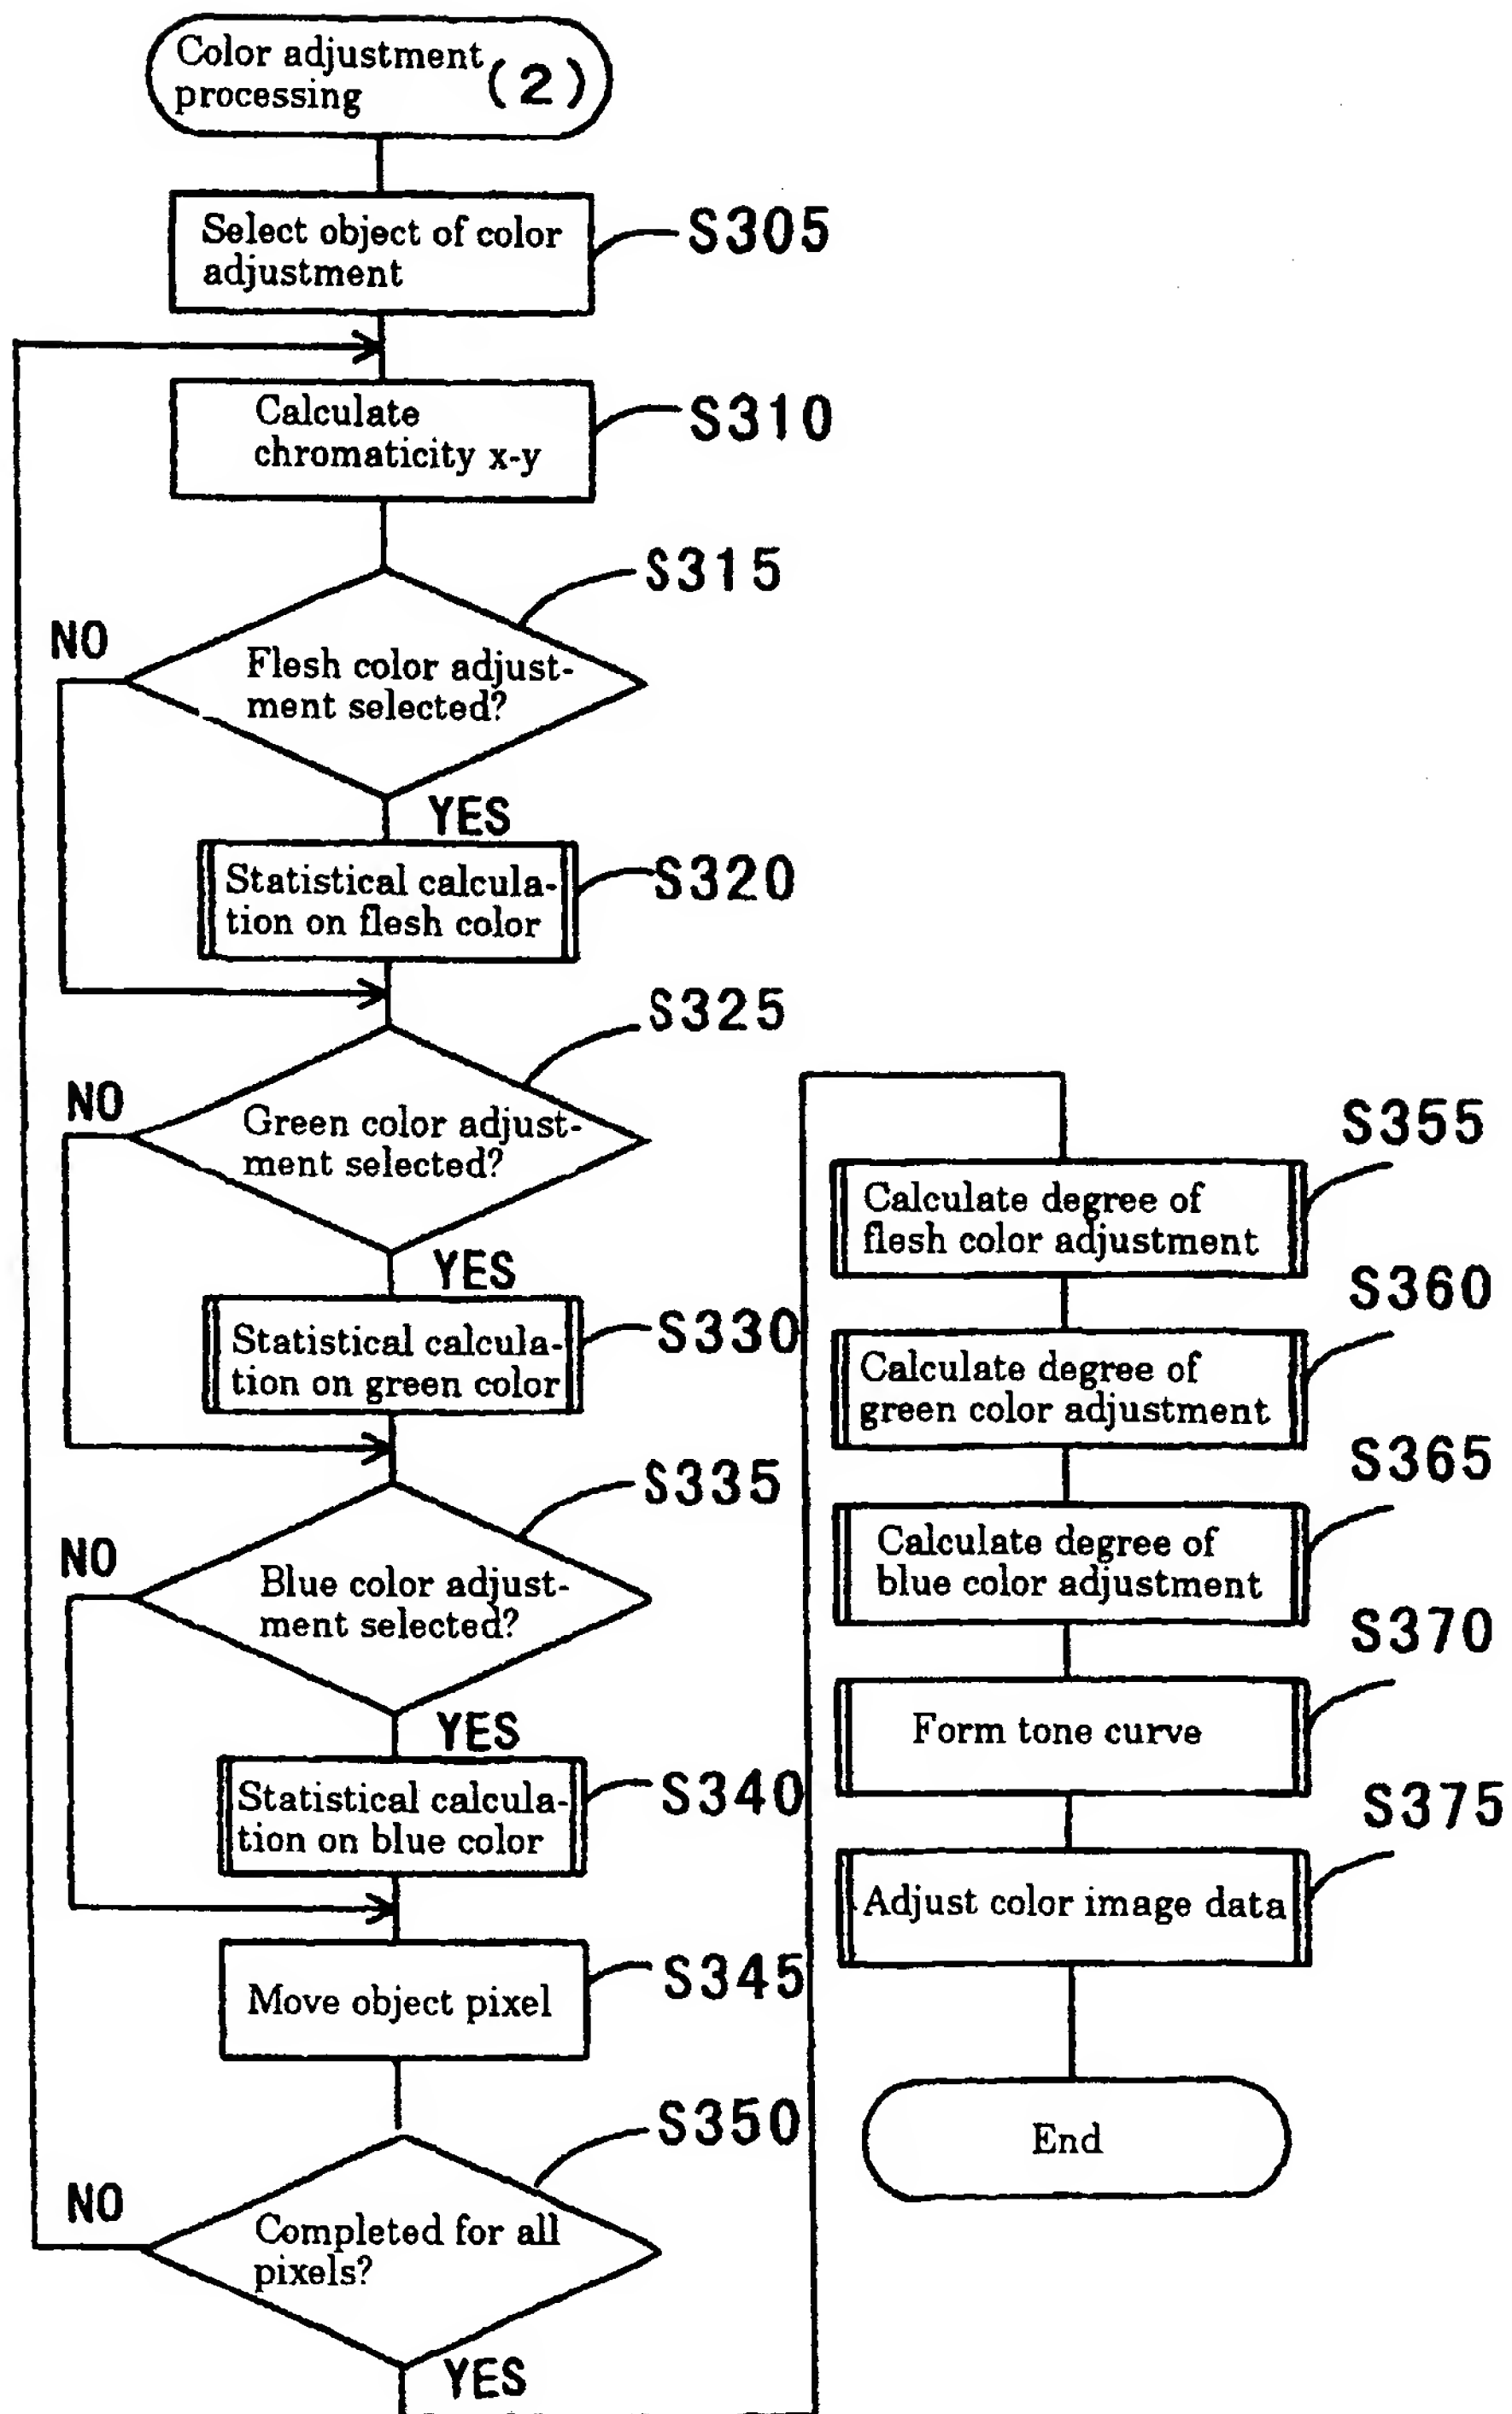 Color adjustment
processing (2)
Select object of color
adjustment
S305
Calculate
chromaticity x-y
S310
S315
NO
Flesh color adjust-
ment selected?
YES
Statistical calcula-
tion on flesh color
S320
S325
NO
Green color adjust-
ment selected?
YES
Statistical calcula-
tion on green color
S330
S335
NO
Blue color adjust-
ment selected?
YES
Statistical calcula-
tion on blue color
S340
Move object pixel
S345
S350
NO
Completed for all
pixels?
YES
S355
Calculate degree of
flesh color adjustment
S360
Calculate degree of
green color adjustment
S365
Calculate degree of
blue color adjustment
S370
Form tone curve
S375
Adjust color image data
End